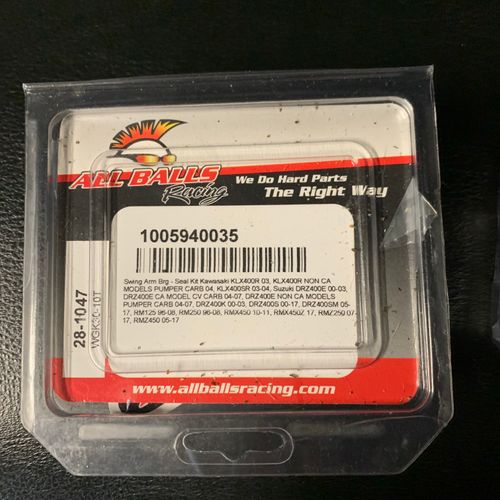 ALL BALLS
Racing
We Do Hard Parts
The Right Way
1005940035
Swing Arm Brg - Seal Kit Kawasaki KLX400R 03, KLX400R NON CA
MODELS PUMPER CARB 04, KLX400SR 03-04, Suzuki DRZ400E 00-03,
DRZ400E CA MODEL CV CARB 04-07, DRZ400E NON CA MODELS
PUMPER CARB 04-07, DRZ400K 00-03, DRZ400S 00-17, DRZ400SM 05-
17, RM125 96-08, RM250 96-08, RMX450 10-11, RMX450Z 17, RMZ250 07-
17, RMZ450 05-17
28-1047
WGK30-10T
www.allballsracing.com